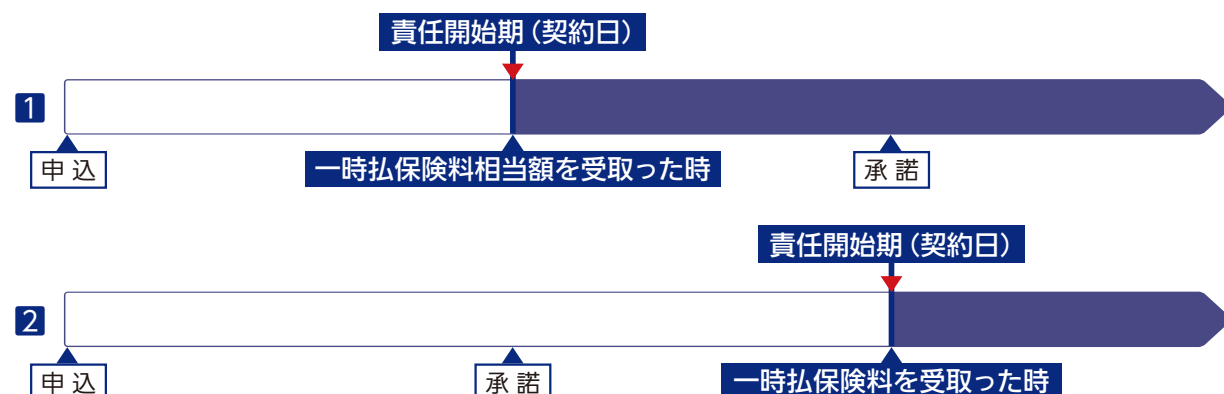 責任開始期（契約日）
1
申込
一時払保険料相当額を受取った時
承諾
責任開始期（契約日）
2
申込
承諾
一時払保険料を受取った時